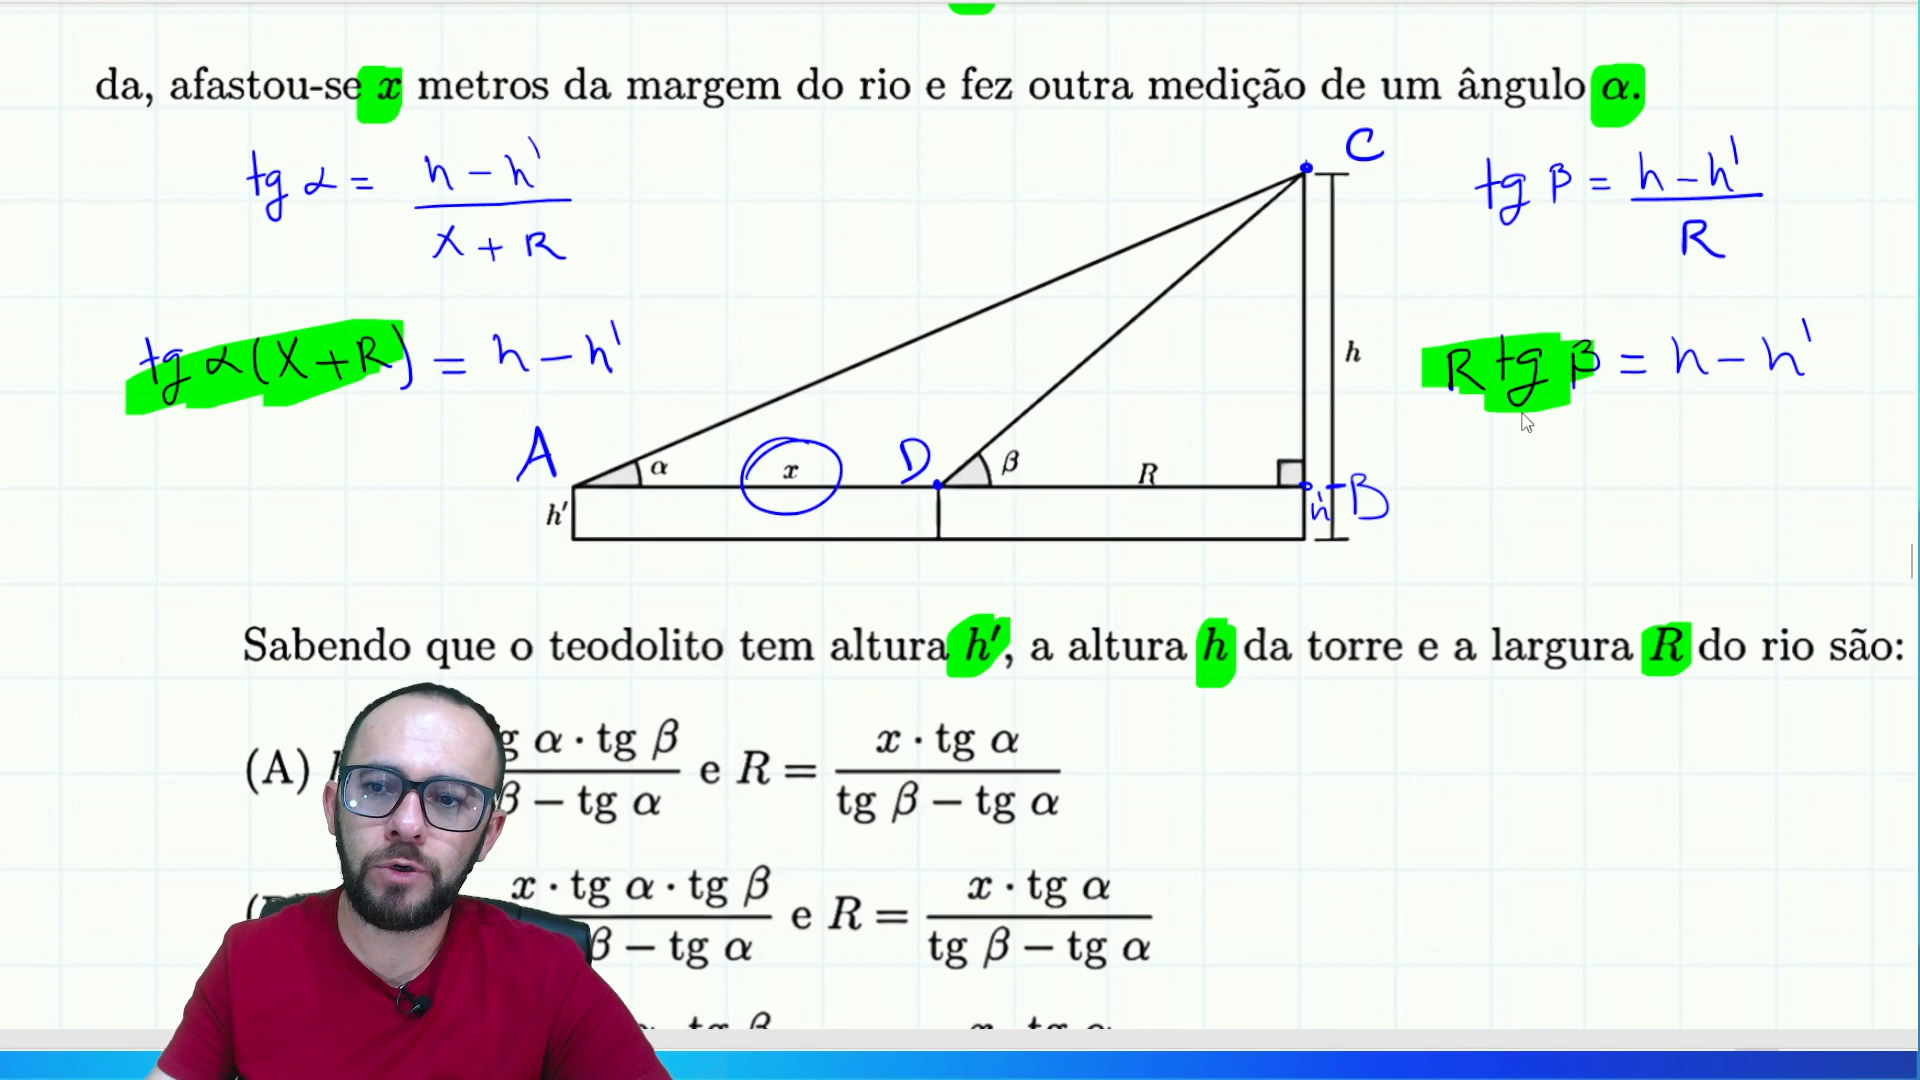 da, afastou-se x metros da margem do rio e fez outra medição de um ângulo α.
tg α = (h - h') / (X + R)
tg β = (h - h') / R
tg α (X + R) = h - h'
R tg β = h - h'
C
h
A α x D β R
h' h' B
Sabendo que o teodolito tem altura h', a altura h da torre e a largura R do rio são:
(A) g α · tg β / β − tg α e R = x · tg α / tg β − tg α
x · tg α · tg β / β − tg α e R = x · tg α / tg β − tg α